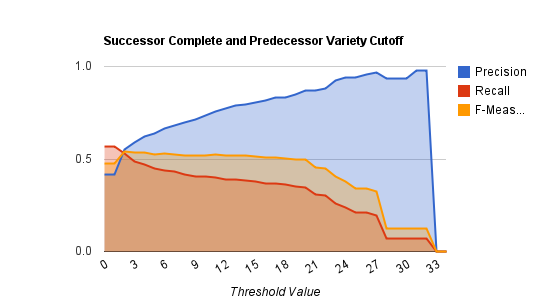 Successor Complete and Predecessor Variety Cutoff
1.0
0.5
0.0
Precision
Recall
F-Meas...
0 3 6 9 12 15 18 21 24 27 30 33
Threshold Value